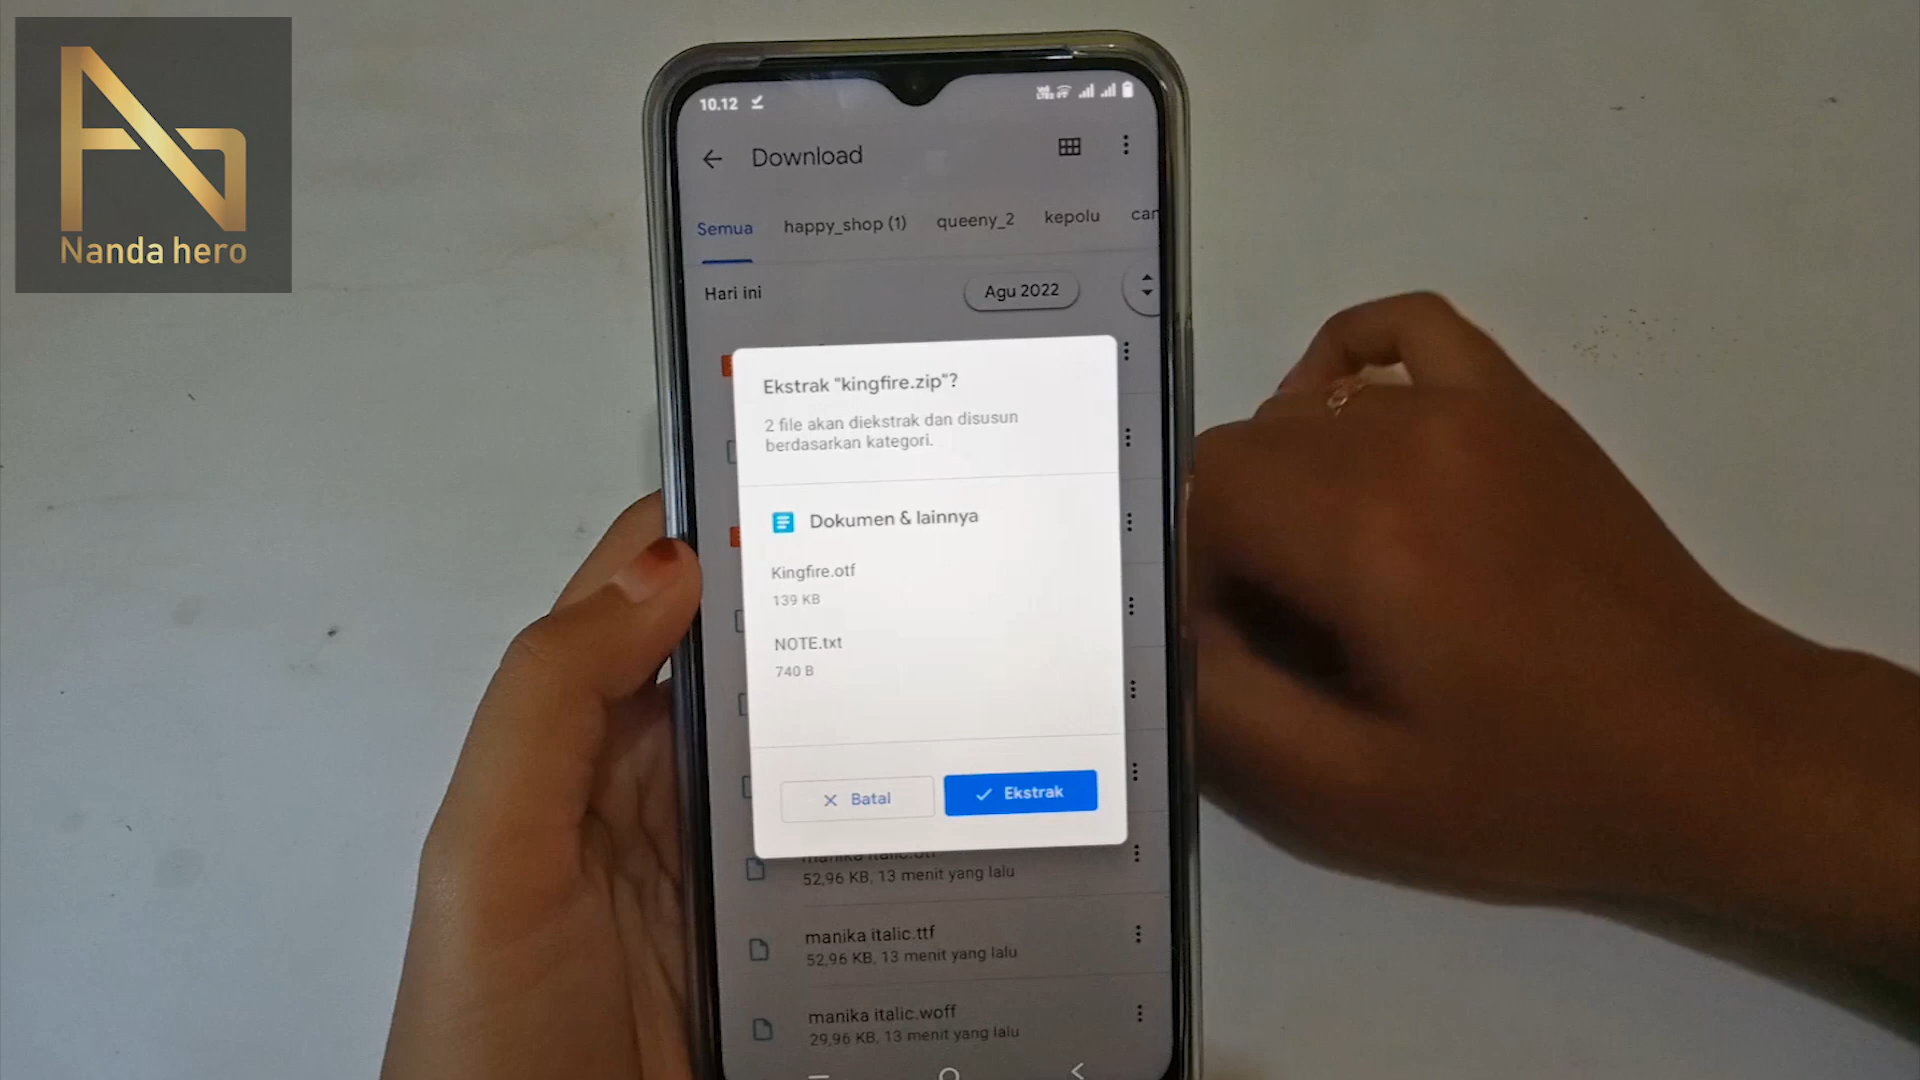 Nanda hero
10.12
Download
Semua
happy_shop (1)
queeny_2
kepolu
Hari ini
Agu 2022
Ekstrak "kingfire.zip"?
2 file akan diekstrak dan disusun
berdasarkan kategori.
Dokumen & lainnya
Kingfire.otf
139 KB
NOTE.txt
740 B
Batal
Ekstrak
manika italic.otf
52,96 KB, 13 menit yang lalu
manika italic.ttf
52,96 KB, 13 menit yang lalu
manika italic.woff
29,96 KB, 13 menit yang lalu